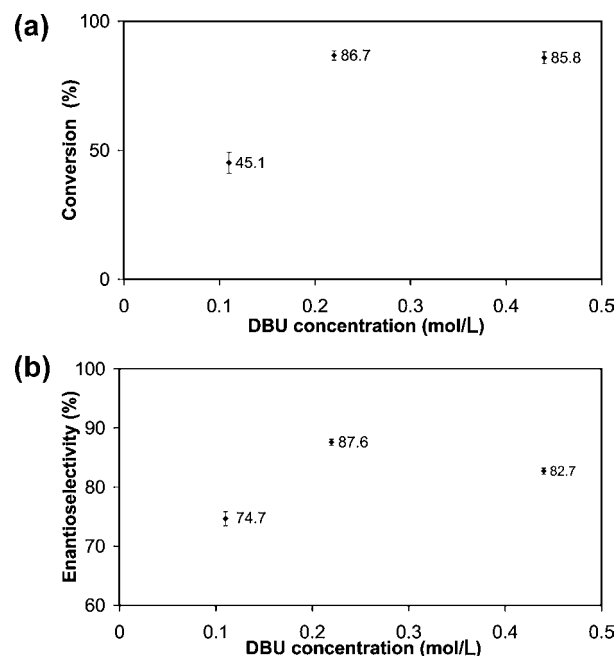 (a)
100
86.7
85.8
Conversion (%)
50
45.1
0
0 0.1 0.2 0.3 0.4 0.5
DBU concentration (mol/L)
(b)
100
Enantioselectivity (%)
90
87.6
82.7
80
74.7
70
60
0 0.1 0.2 0.3 0.4 0.5
DBU concentration (mol/L)